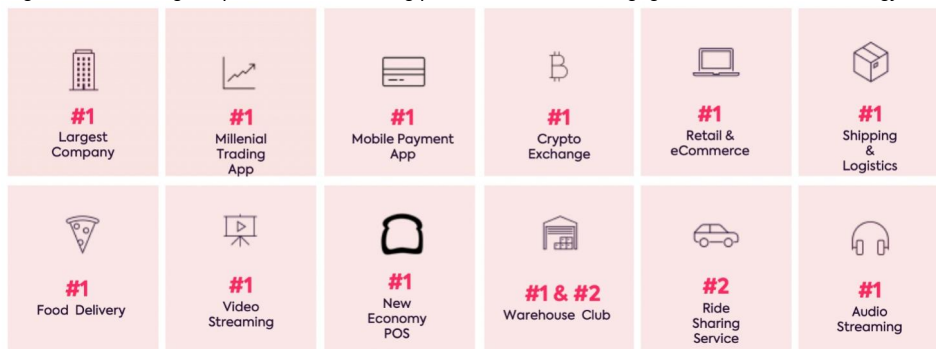 #1
Largest
Company
#1
Millenial
Trading
App
#1
Mobile Payment
App
#1
Crypto
Exchange
#1
Retail &
eCommerce
#1
Shipping
&
Logistics
#1
Food Delivery
#1
Video
Streaming
#1
New
Economy
POS
#1 & #2
Warehouse Club
#2
Ride
Sharing
Service
#1
Audio
Streaming